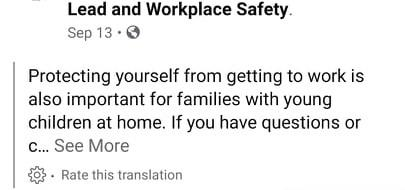 Lead and Workplace Safety.
Sep 13 •
Protecting yourself from getting to work is
also important for families with young
children at home. If you have questions or
c... See More
· Rate this translation